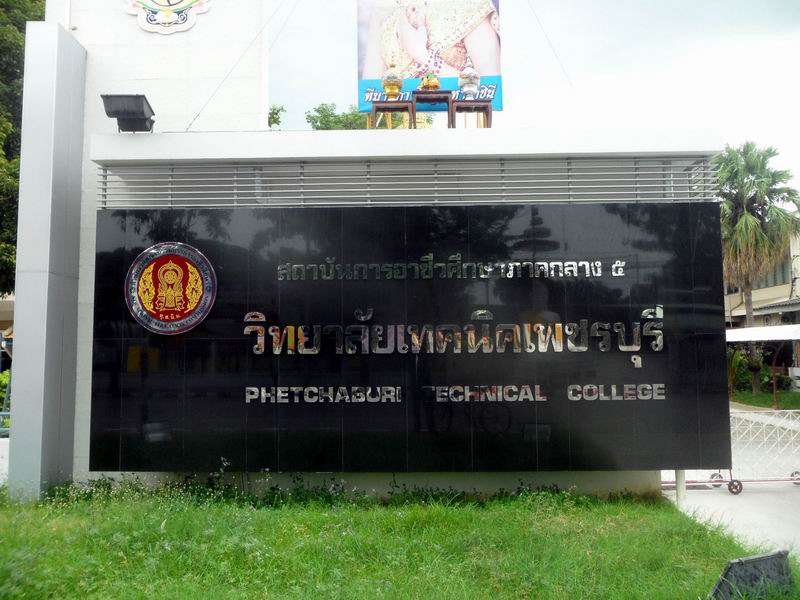 สถาบันการอาชีวศึกษาภาคกลาง ๕
วิทยาลัยเทคนิคเพชรบุรี
PHETCHABURI TECHNICAL COLLEGE